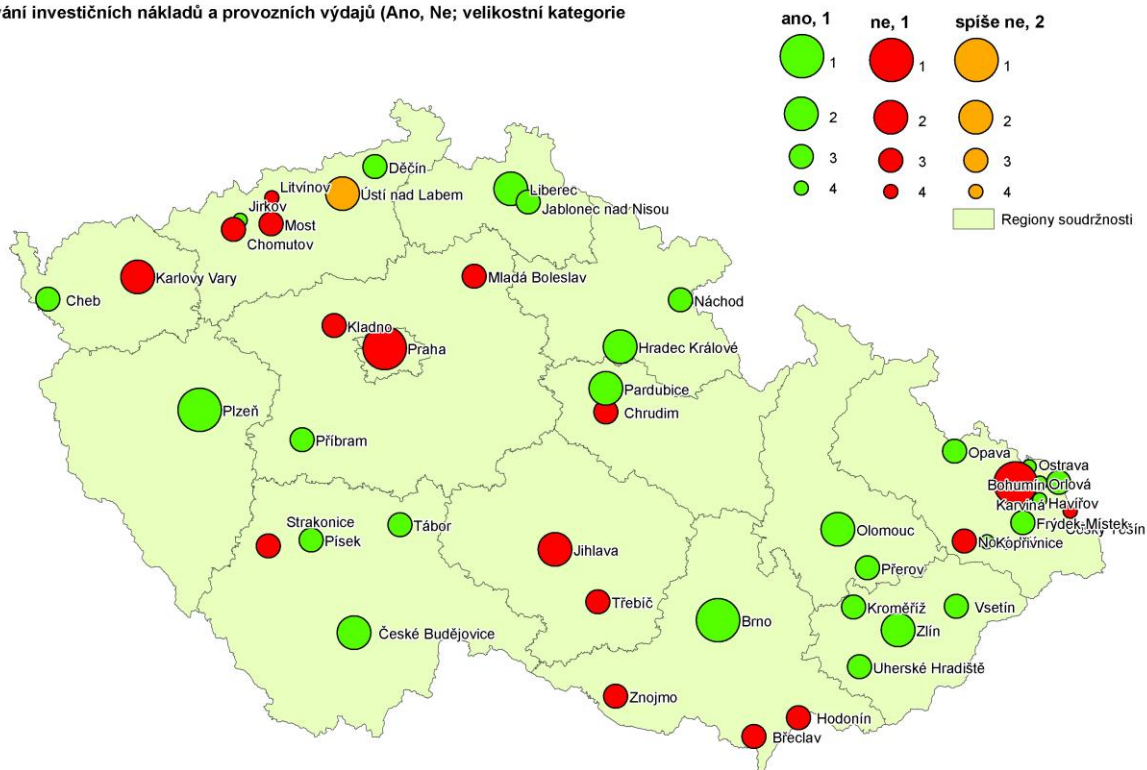 vání investičních nákladů a provozních výdajů (Ano, Ne; velikostní kategorie
ano, 1
ne, 1
spíše ne, 2
1
1
1
2
2
2
3
3
3
4
4
4
Regiony soudržnosti
Děčín
Litvínov
Ústí nad Labem
Liberec
Jablonec nad Nisou
Jirkov
Most
Chomutov
Karlovy Vary
Mladá Boleslav
Cheb
Náchod
Kladno
Praha
Hradec Králové
Pardubice
Chrudim
Plzeň
Příbram
Opava
Ostrava
Bohumín
Orlová
Karviná
Havířov
Strakonice
Písek
Tábor
Frýdek-Místek
Český Těšín
Olomouc
Kopřivnice
Jihlava
Přerov
Třebíč
Kroměříž
Vsetín
Brno
Zlín
České Budějovice
Uherské Hradiště
Znojmo
Hodonín
Břeclav